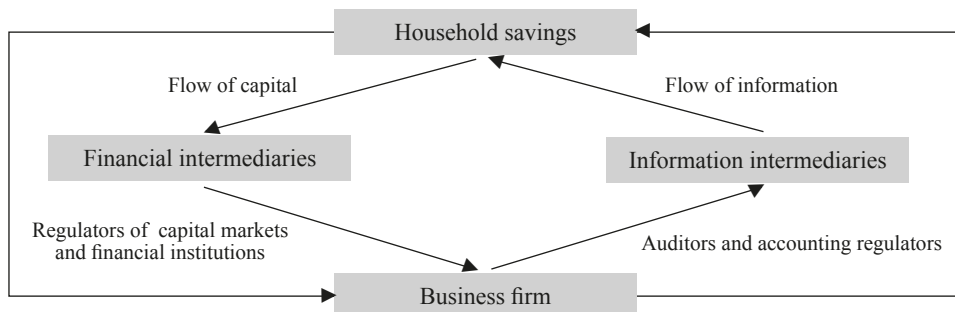 Household savings
Flow of capital
Flow of information
Financial intermediaries
Information intermediaries
Regulators of capital markets
and financial institutions
Auditors and accounting regulators
Business firm